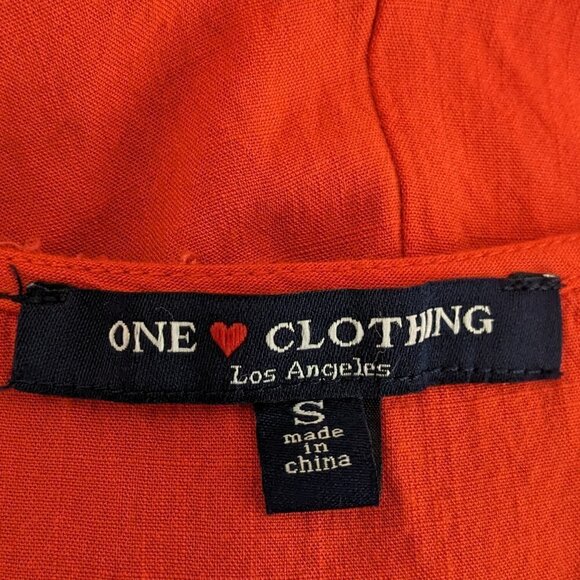 ONE ♥ CLOTHING
Los Angeles
S
made
in
china